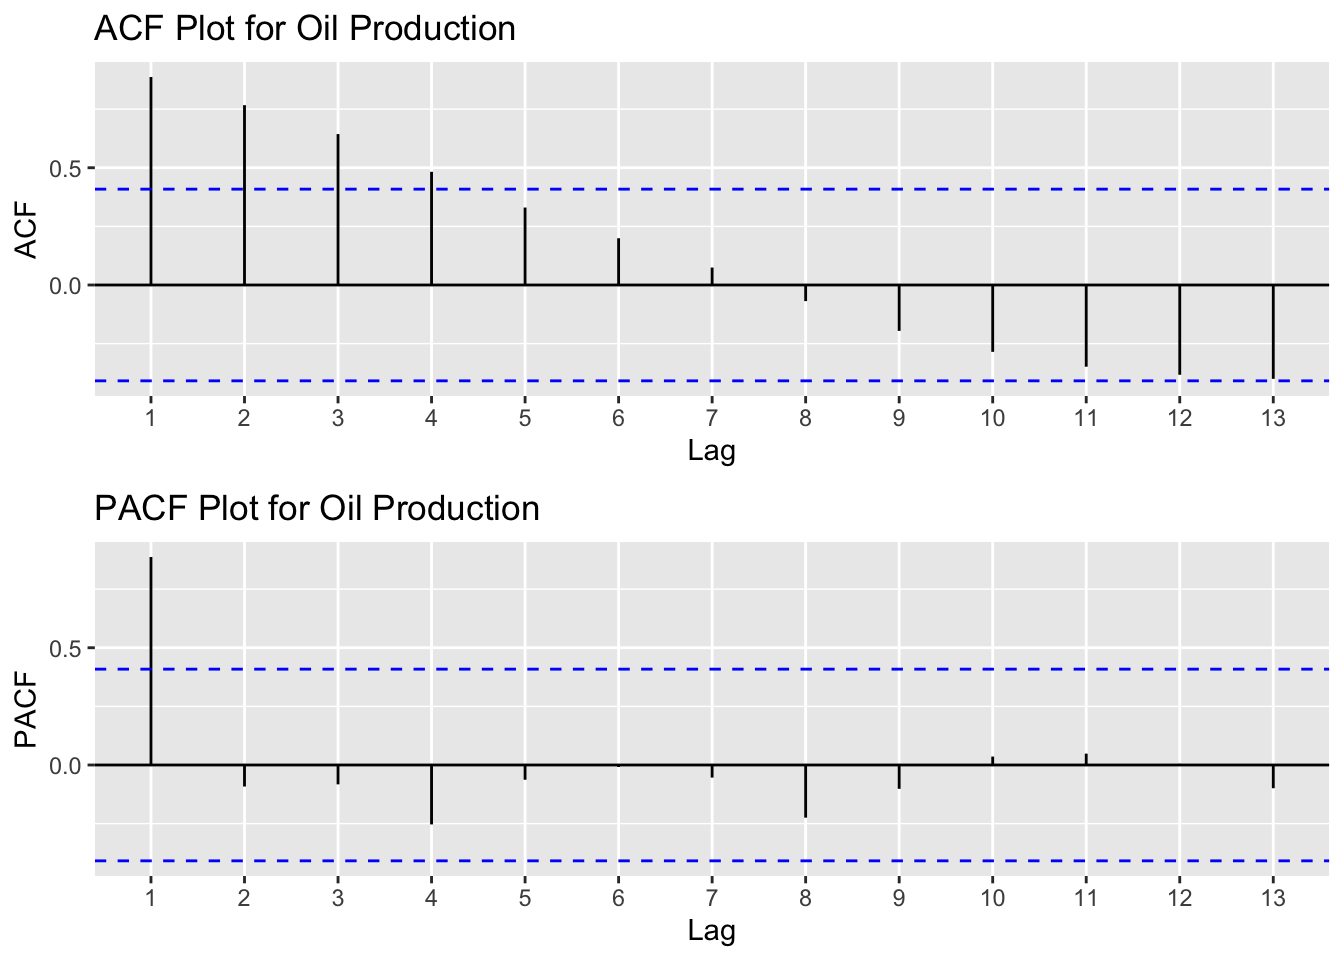 ACF Plot for Oil Production
0.5
0.0
ACF
1 2 3 4 5 6 7 8 9 10 11 12 13
Lag
PACF Plot for Oil Production
0.5
0.0
PACF
1 2 3 4 5 6 7 8 9 10 11 12 13
Lag